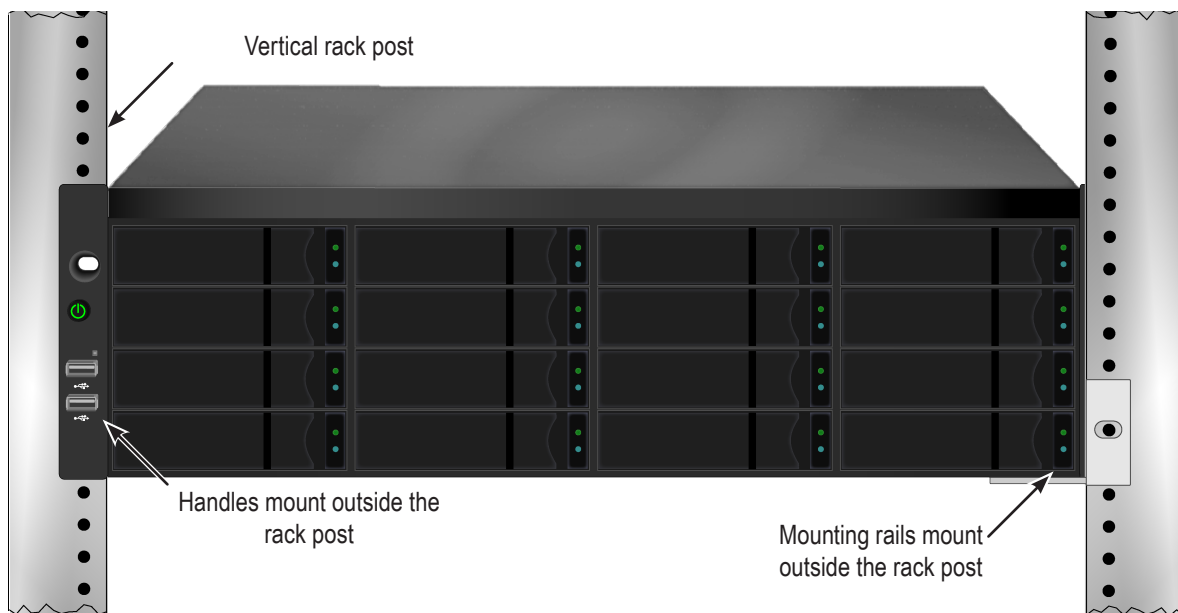 Vertical rack post
Handles mount outside the
rack post
Mounting rails mount
outside the rack post